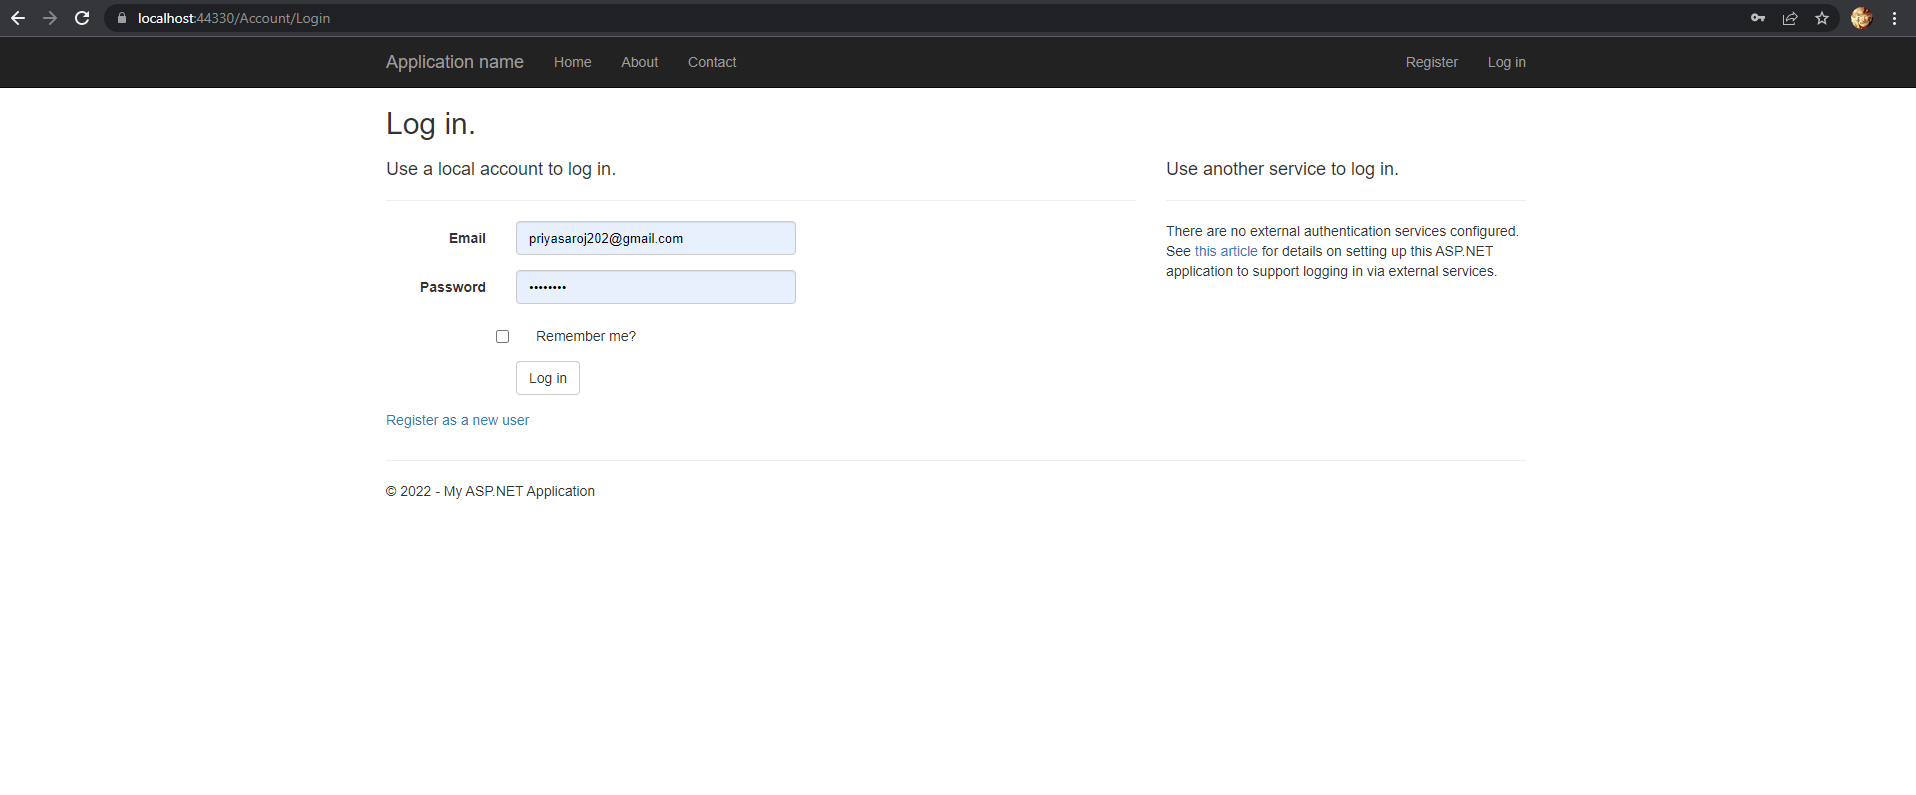 localhost:44330/Account/Login
Application name Home About Contact Register Log in
Log in.
Use a local account to log in.
Email priyasaroj202@gmail.com
Password ••••••••
Remember me?
Log in
Register as a new user
Use another service to log in.
There are no external authentication services configured.
See this article for details on setting up this ASP.NET
application to support logging in via external services.
© 2022 - My ASP.NET Application